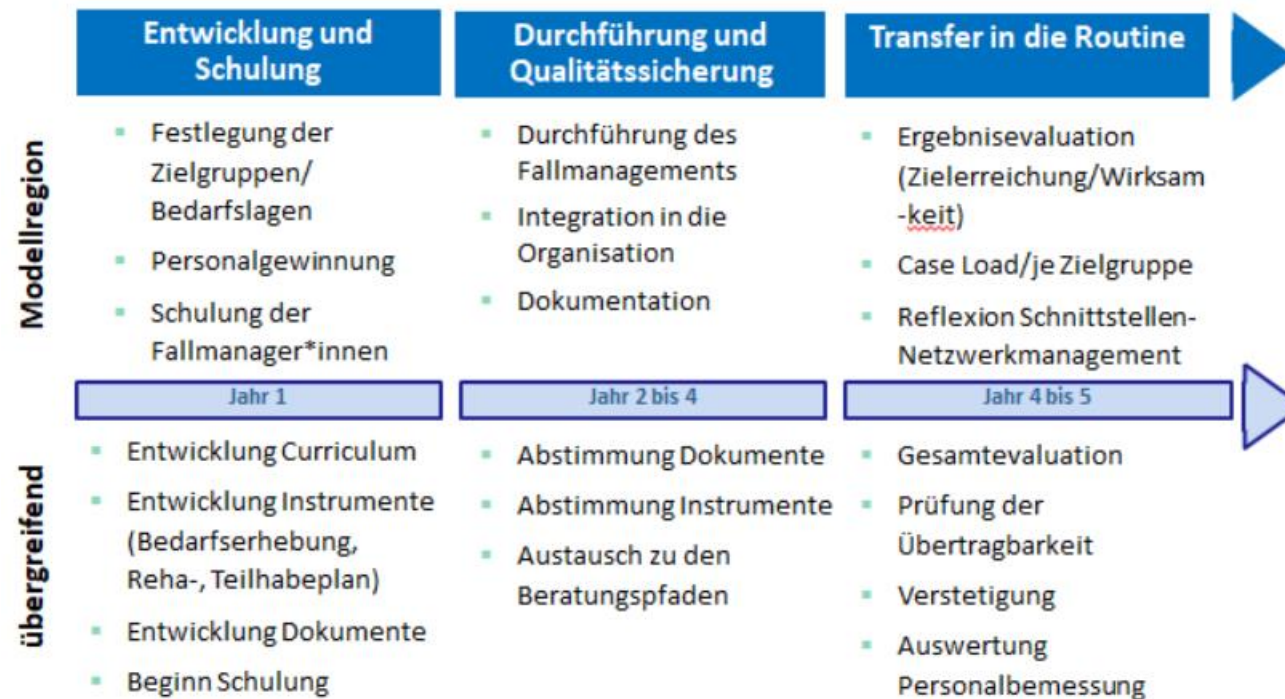 Entwicklung und
Schulung
Durchführung und
Qualitätssicherung
Transfer in die Routine
Modellregion
Festlegung der
Zielgruppen/
Bedarfslagen
Personalgewinnung
Schulung der
Fallmanager*innen
Durchführung des
Fallmanagements
Integration in die
Organisation
Dokumentation
Ergebnisevaluation
(Zielerreichung/Wirksam
-keit)
Case Load/je Zielgruppe
Reflexion Schnittstellen-
Netzwerkmanagement
Jahr 1
Jahr 2 bis 4
Jahr 4 bis 5
übergreifend
Entwicklung Curriculum
Entwicklung Instrumente
(Bedarfserhebung,
Reha-, Teilhabeplan)
Entwicklung Dokumente
Beginn Schulung
Abstimmung Dokumente
Abstimmung Instrumente
Austausch zu den
Beratungspfaden
Gesamtevaluation
Prüfung der
Übertragbarkeit
Verstetigung
Auswertung
Personalbemessung